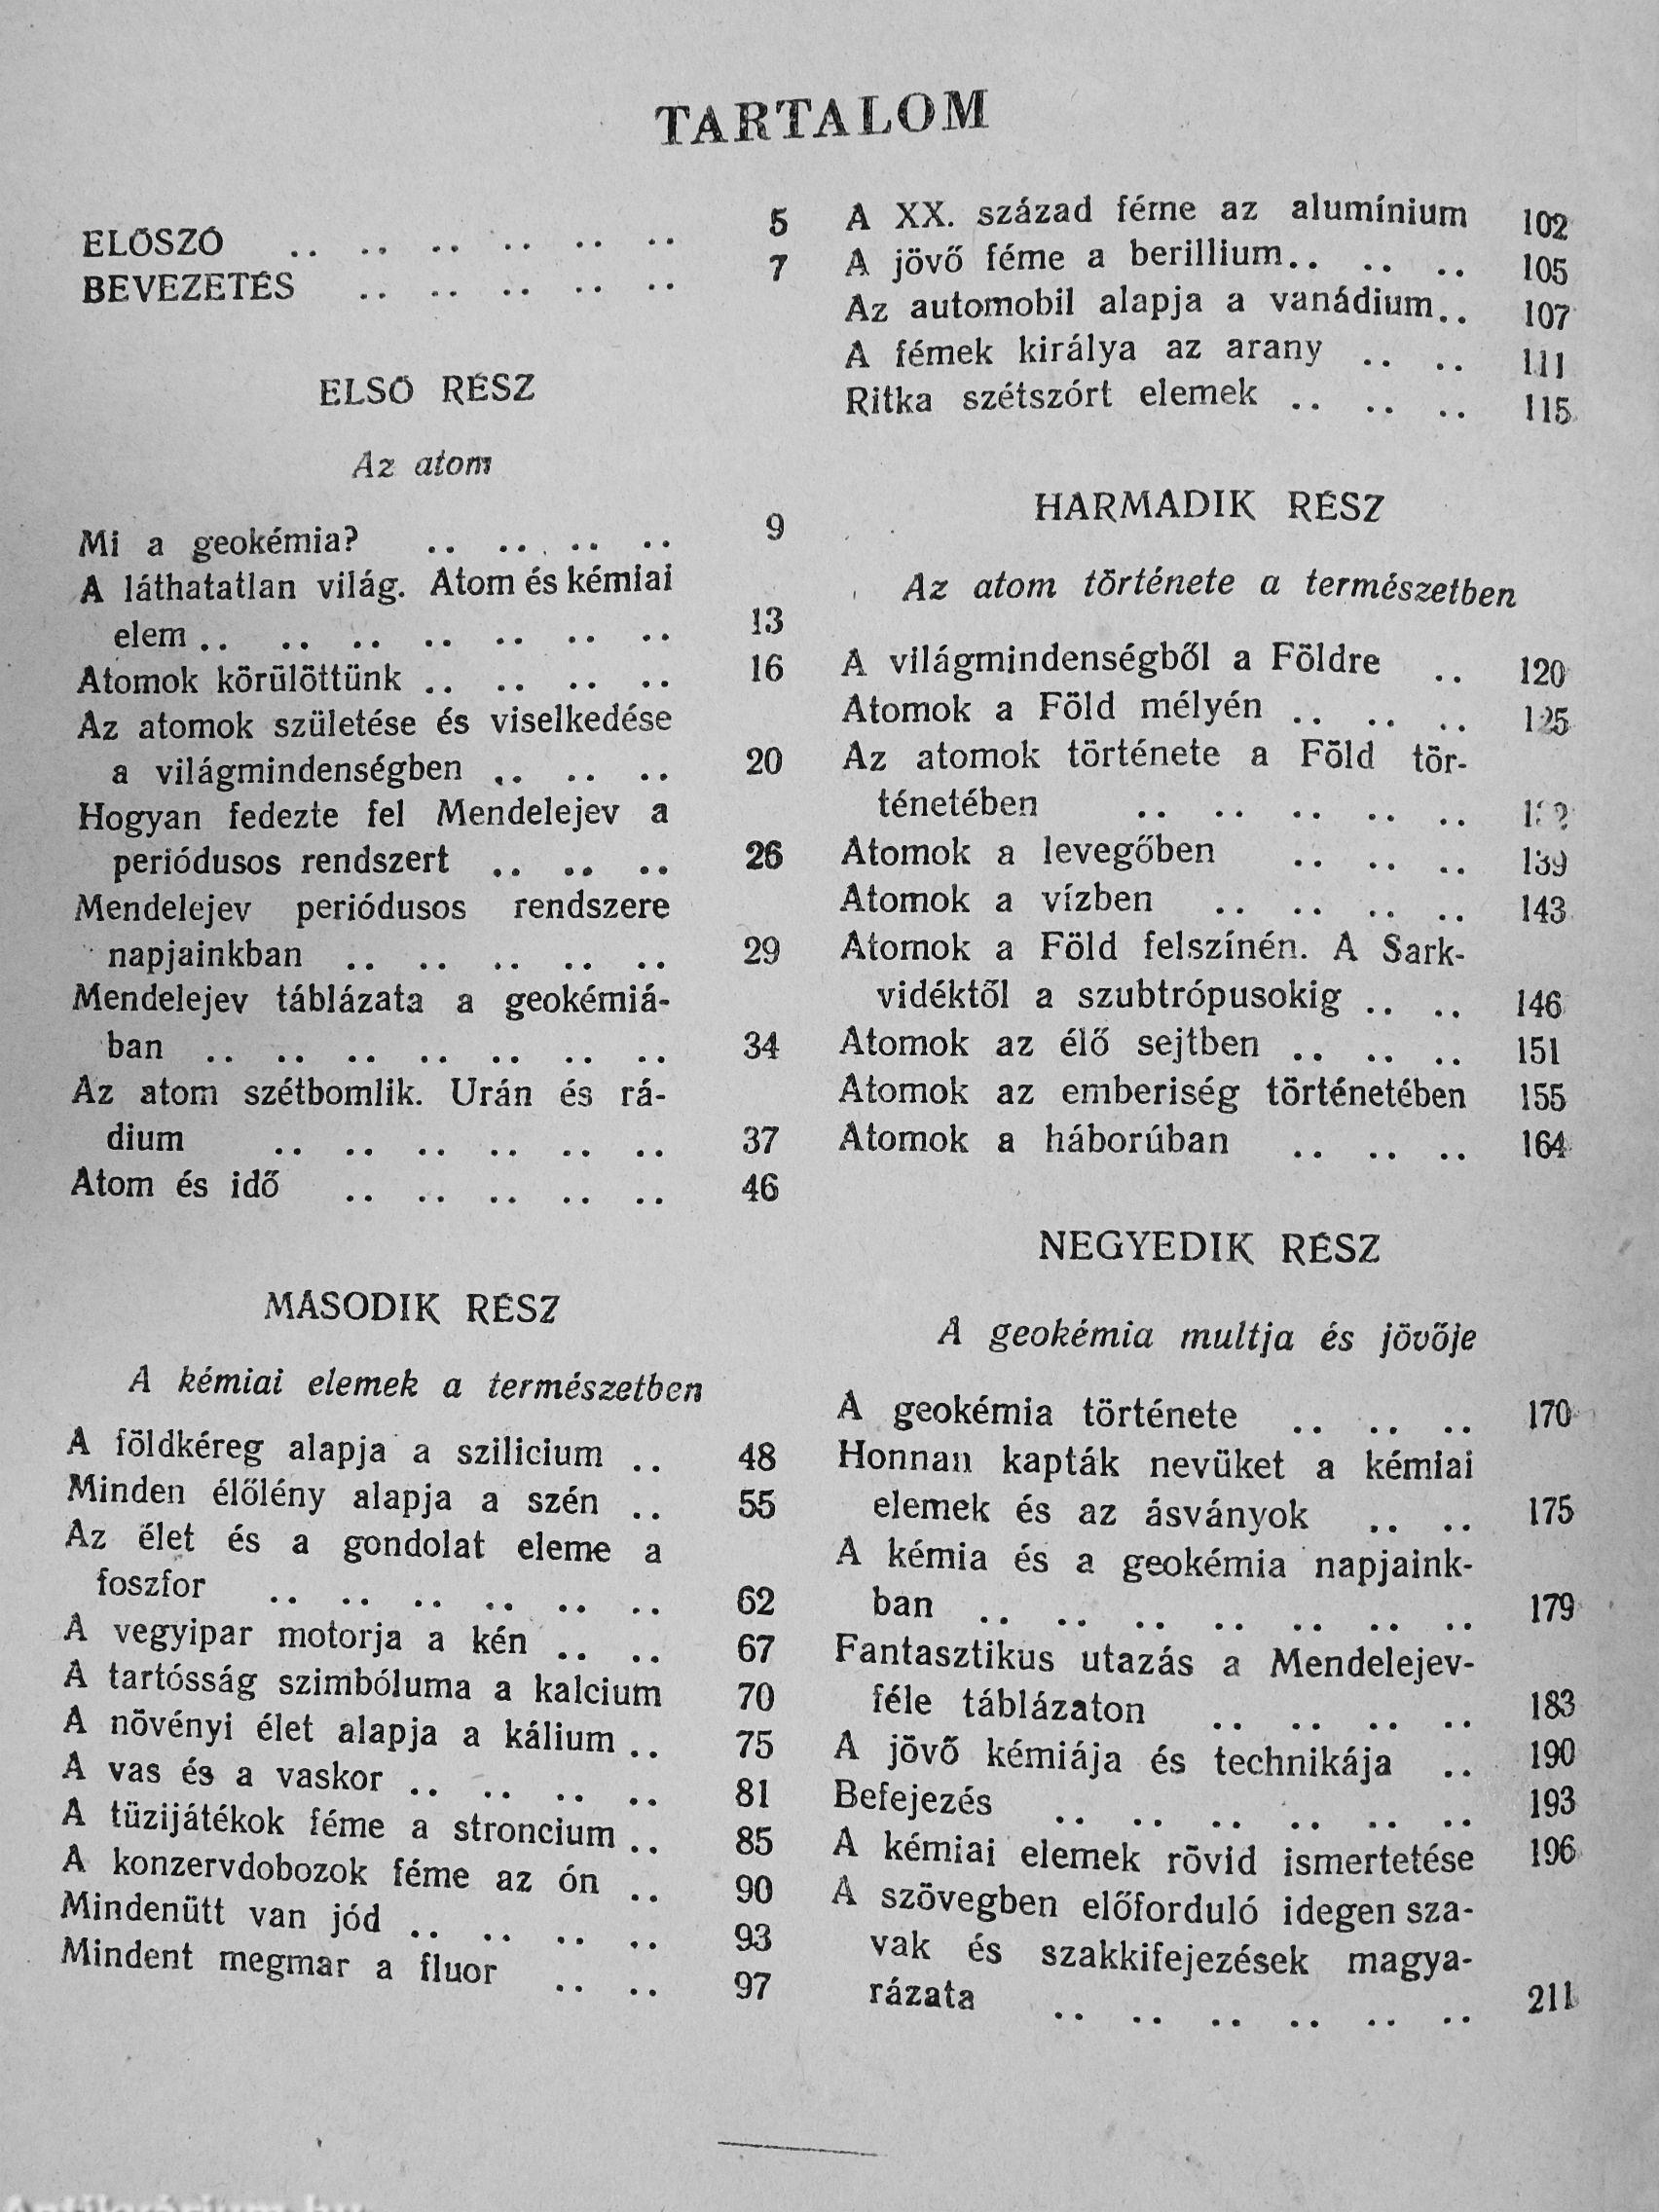 TARTALOM
ELŐSZÓ .. .. .. .. .. .. 5
BEVEZETÉS .. .. .. .. .. 7
ELSŐ RÉSZ
Az atom
Mi a geokémia? .. .. .. .. 9
A láthatatlan világ. Atom és kémiai
elem .. .. .. .. .. .. .. 13
Atomok körülöttünk .. .. .. .. 16
Az atomok születése és viselkedése
a világmindenségben .. .. .. 20
Hogyan fedezte fel Mendelejev a
periódusos rendszert .. .. .. 26
Mendelejev periódusos rendszere
napjainkban .. .. .. .. .. 29
Mendelejev táblázata a geokémiá-
ban .. .. .. .. .. .. .. 34
Az atom szétbomlik. Urán és rá-
dium .. .. .. .. .. .. 37
Atom és idő .. .. .. .. .. 46
MÁSODIK RÉSZ
A kémiai elemek a természetben
A földkéreg alapja a szilicium .. 48
Minden élőlény alapja a szén .. 55
Az élet és a gondolat eleme a
foszfor .. .. .. .. .. .. 62
A vegyipar motorja a kén .. .. 67
A tartósság szimbóluma a kalcium 70
A növényi élet alapja a kálium .. 75
A vas és a vaskor .. .. .. .. 81
A tüzijátékok féme a stroncium .. 85
A konzervdobozok féme az ón .. 90
Mindenütt van jód .. .. .. .. 93
Mindent megmar a fluor .. .. 97
A XX. század féme az alumínium 102
A jövő féme a berillium .. .. .. 105
Az automobil alapja a vanádium .. 107
A fémek királya az arany .. .. 111
Ritka szétszórt elemek .. .. .. 115
HARMADIK RÉSZ
Az atom története a természetben
A világmindenségből a Földre .. 120
Atomok a Föld mélyén .. .. .. 125
Az atomok története a Föld tör-
ténetében .. .. .. .. ..
Atomok a levegőben .. .. .. 139
Atomok a vízben .. .. .. .. 143
Atomok a Föld felszínén. A Sark-
vidéktől a szubtrópusokig .. .. 146
Atomok az élő sejtben .. .. .. 151
Atomok az emberiség történetében 155
Atomok a háborúban .. .. .. 164
NEGYEDIK RÉSZ
A geokémia multja és jövője
A geokémia története .. .. .. 170
Honnan kapták nevüket a kémiai
elemek és az ásványok .. .. 175
A kémia és a geokémia napjaink-
ban .. .. .. .. .. .. .. 179
Fantasztikus utazás a Mendelejev-
féle táblázaton .. .. .. .. 183
A jövő kémiája és technikája .. 190
Befejezés .. .. .. .. .. .. 193
A kémiai elemek rövid ismertetése 196
A szövegben előforduló idegen sza-
vak és szakkifejezések magya-
rázata .. .. .. .. .. .. 211